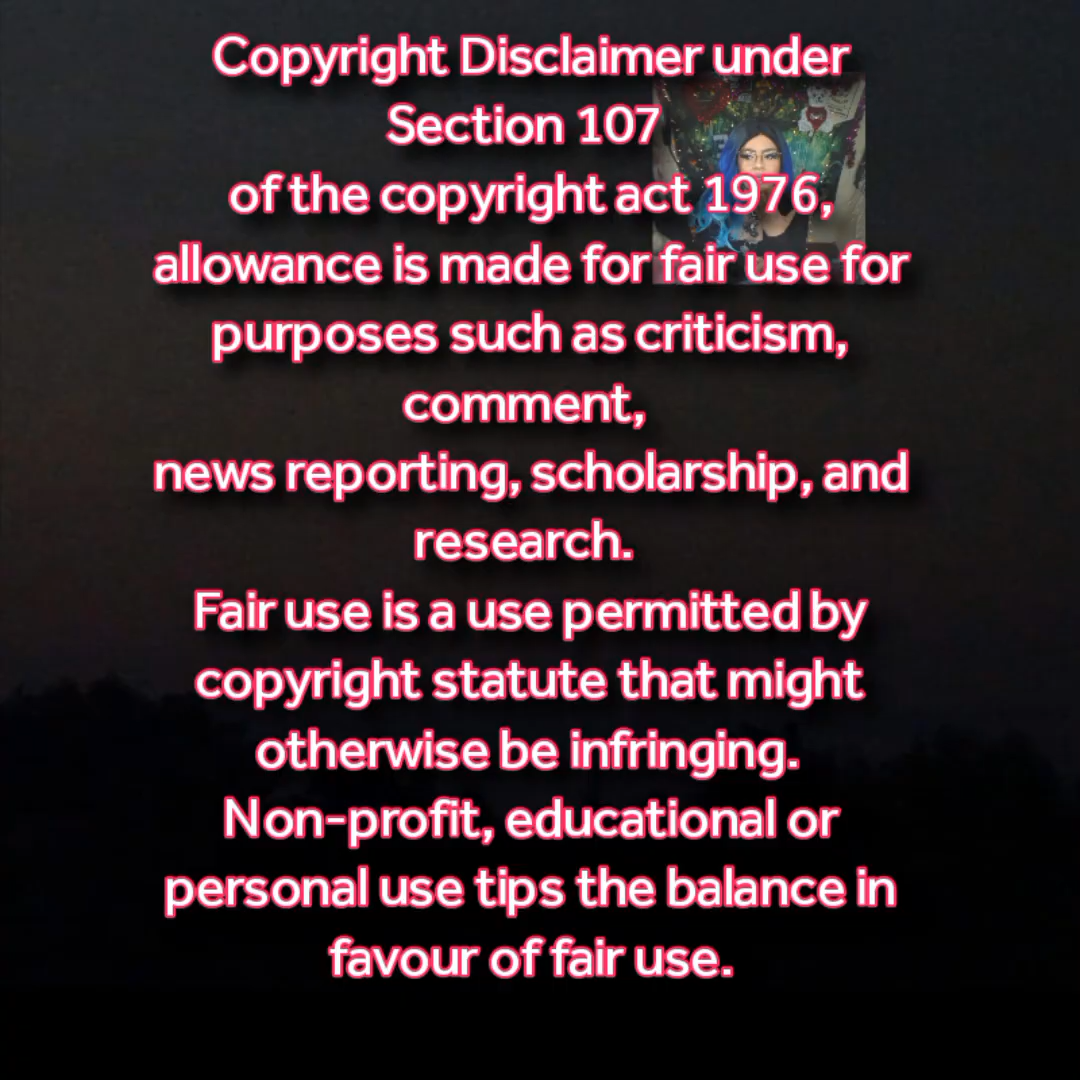 Copyright Disclaimer under
Section 107
of the copyright act 1976,
allowance is made for fair use for
purposes such as criticism,
comment,
news reporting, scholarship, and
research.
Fair use is a use permitted by
copyright statute that might
otherwise be infringing.
Non-profit, educational or
personal use tips the balance in
favour of fair use.